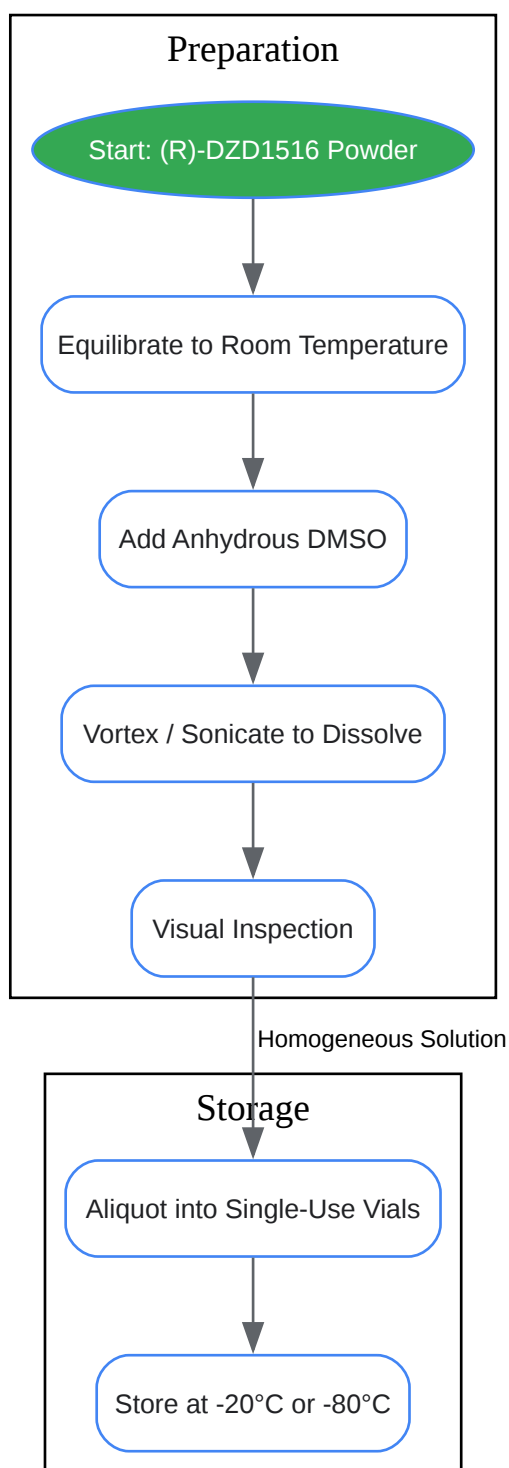 Preparation
Start: (R)-DZD1516 Powder
Equilibrate to Room Temperature
Add Anhydrous DMSO
Vortex / Sonicate to Dissolve
Visual Inspection
Homogeneous Solution
Storage
Aliquot into Single-Use Vials
Store at -20°C or -80°C